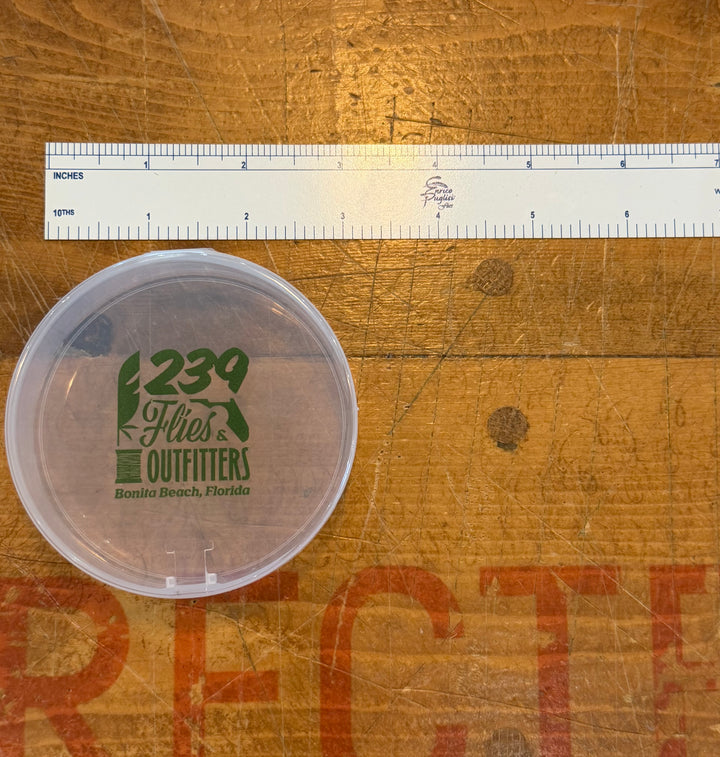 1 2 3 4 5 6 7
INCHES
Enrico
Puglisi
Flies
10THS 1 2 3 4 5 6
239
Flies &
OUTFITTERS
Bonita Beach, Florida